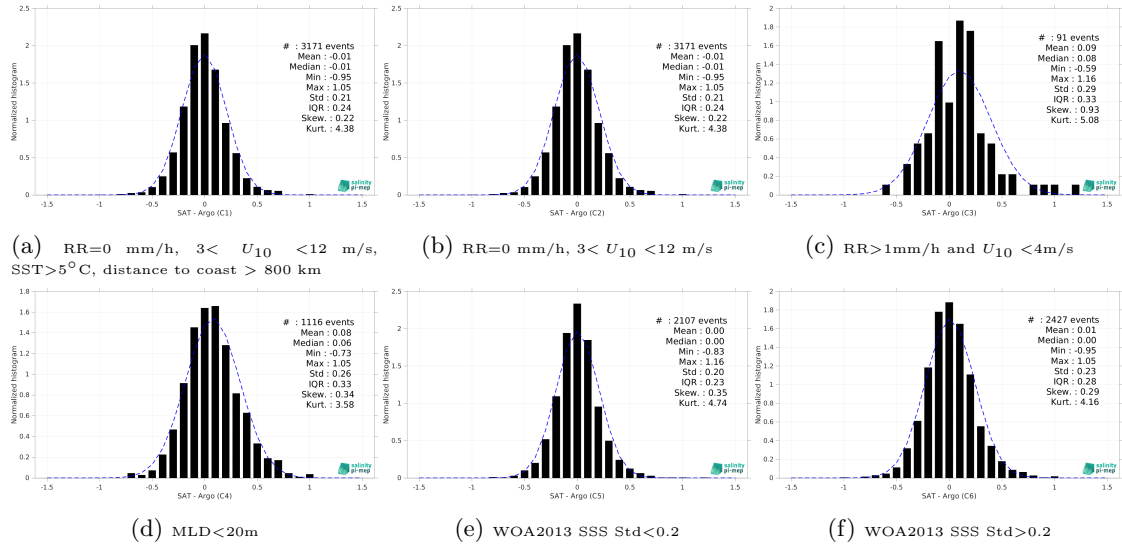 2.5
2
1.5
1
0.5
0
Normalized histogram
# : 3171 events
Mean : -0.01
Median : -0.01
Min : -0.95
Max : 1.05
Std : 0.21
IQR : 0.24
Skew. : 0.22
Kurt. : 4.38
salinity
pi-mep
-1.5 -1 -0.5 0 0.5 1 1.5
SAT - Argo (C1)
(a) RR=0 mm/h, 3< U10 <12 m/s,
SST>5°C, distance to coast > 800 km
2.5
2
1.5
1
0.5
0
Normalized histogram
# : 3171 events
Mean : -0.01
Median : -0.01
Min : -0.95
Max : 1.05
Std : 0.21
IQR : 0.24
Skew. : 0.22
Kurt. : 4.38
salinity
pi-mep
-1.5 -1 -0.5 0 0.5 1 1.5
SAT - Argo (C2)
(b) RR=0 mm/h, 3< U10 <12 m/s
2
1.8
1.6
1.4
1.2
1
0.8
0.6
0.4
0.2
0
Normalized histogram
# : 91 events
Mean : 0.09
Median : 0.08
Min : -0.59
Max : 1.16
Std : 0.29
IQR : 0.33
Skew. : 0.93
Kurt. : 5.08
salinity
pi-mep
-1.5 -1 -0.5 0 0.5 1 1.5
SAT - Argo (C3)
(c) RR>1mm/h and U10 <4m/s
1.8
1.6
1.4
1.2
1
0.8
0.6
0.4
0.2
0
Normalized histogram
# : 1116 events
Mean : 0.08
Median : 0.06
Min : -0.73
Max : 1.05
Std : 0.26
IQR : 0.33
Skew. : 0.34
Kurt. : 3.58
salinity
pi-mep
-1.5 -1 -0.5 0 0.5 1 1.5
SAT - Argo (C4)
(d) MLD<20m
2.5
2
1.5
1
0.5
0
Normalized histogram
# : 2107 events
Mean : 0.00
Median : 0.00
Min : -0.83
Max : 1.16
Std : 0.20
IQR : 0.23
Skew. : 0.35
Kurt. : 4.74
salinity
pi-mep
-1.5 -1 -0.5 0 0.5 1 1.5
SAT - Argo (C5)
(e) WOA2013 SSS Std<0.2
2
1.8
1.6
1.4
1.2
1
0.8
0.6
0.4
0.2
0
Normalized histogram
# : 2427 events
Mean : 0.01
Median : 0.00
Min : -0.95
Max : 1.05
Std : 0.23
IQR : 0.28
Skew. : 0.29
Kurt. : 4.16
salinity
pi-mep
-1.5 -1 -0.5 0 0.5 1 1.5
SAT - Argo (C6)
(f) WOA2013 SSS Std>0.2